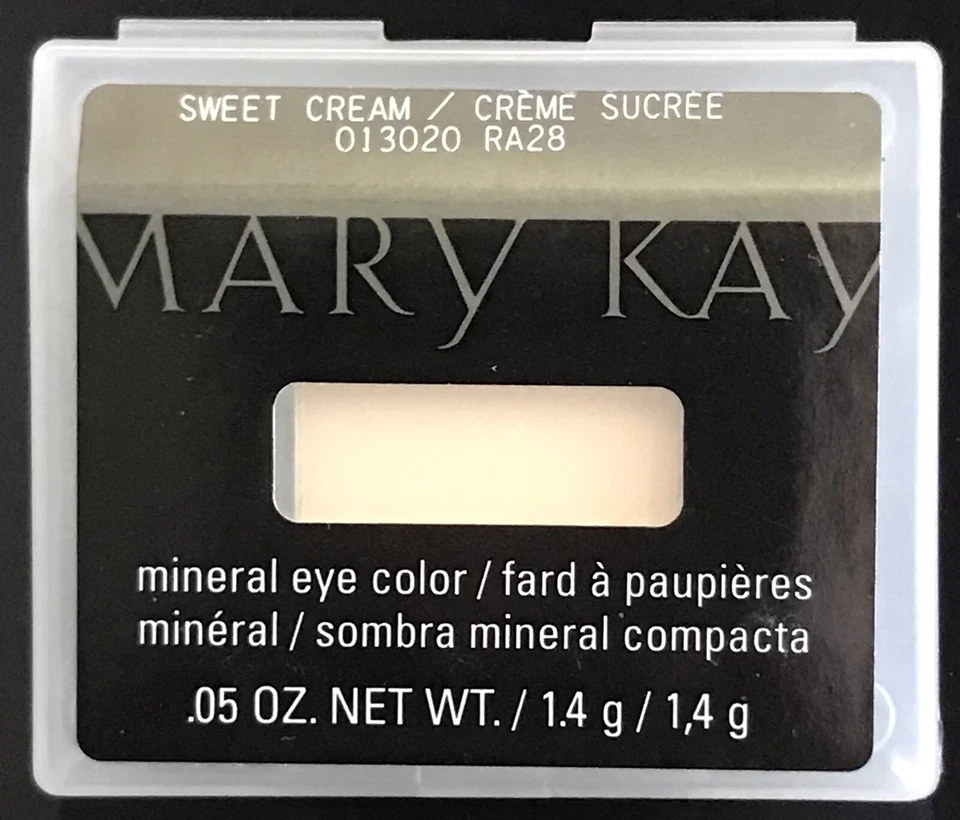 SWEET CREAM / CRÈME SUCRÉE
013020 RA28
MARY KAY
mineral eye color / fard à paupières
minéral / sombra mineral compacta
.05 OZ. NET WT. / 1.4 g / 1,4 g